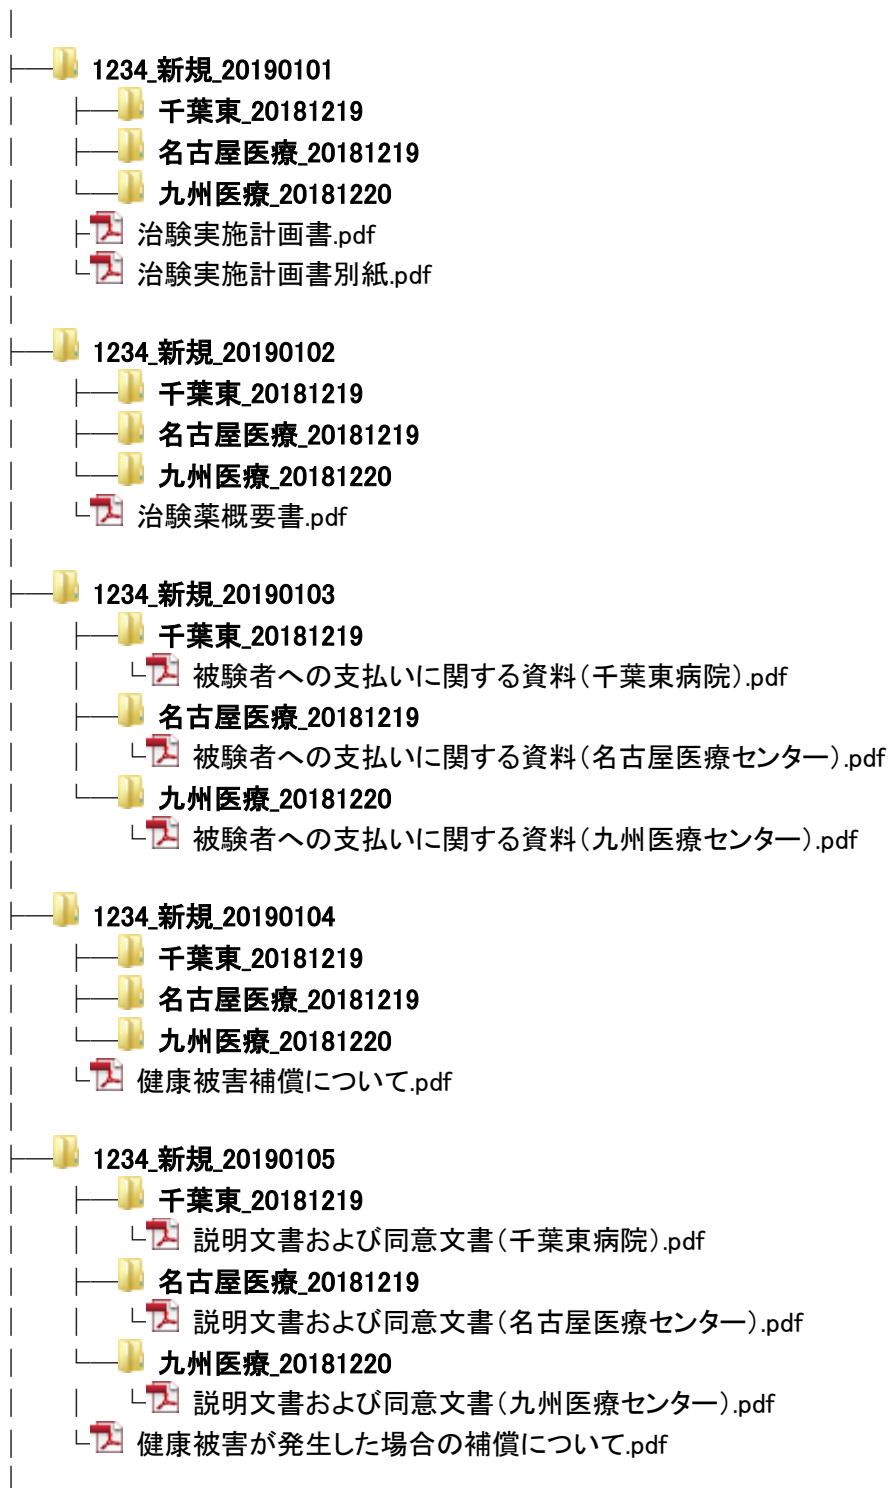 1234_新規_20190101
千葉東_20181219
名古屋医療_20181219
九州医療_20181220
治験実施計画書.pdf
治験実施計画書別紙.pdf
1234_新規_20190102
千葉東_20181219
名古屋医療_20181219
九州医療_20181220
治験薬概要書.pdf
1234_新規_20190103
千葉東_20181219
被験者への支払いに関する資料（千葉東病院）.pdf
名古屋医療_20181219
被験者への支払いに関する資料（名古屋医療センター）.pdf
九州医療_20181220
被験者への支払いに関する資料（九州医療センター）.pdf
1234_新規_20190104
千葉東_20181219
名古屋医療_20181219
九州医療_20181220
健康被害補償について.pdf
1234_新規_20190105
千葉東_20181219
説明文書および同意文書（千葉東病院）.pdf
名古屋医療_20181219
説明文書および同意文書（名古屋医療センター）.pdf
九州医療_20181220
説明文書および同意文書（九州医療センター）.pdf
健康被害が発生した場合の補償について.pdf